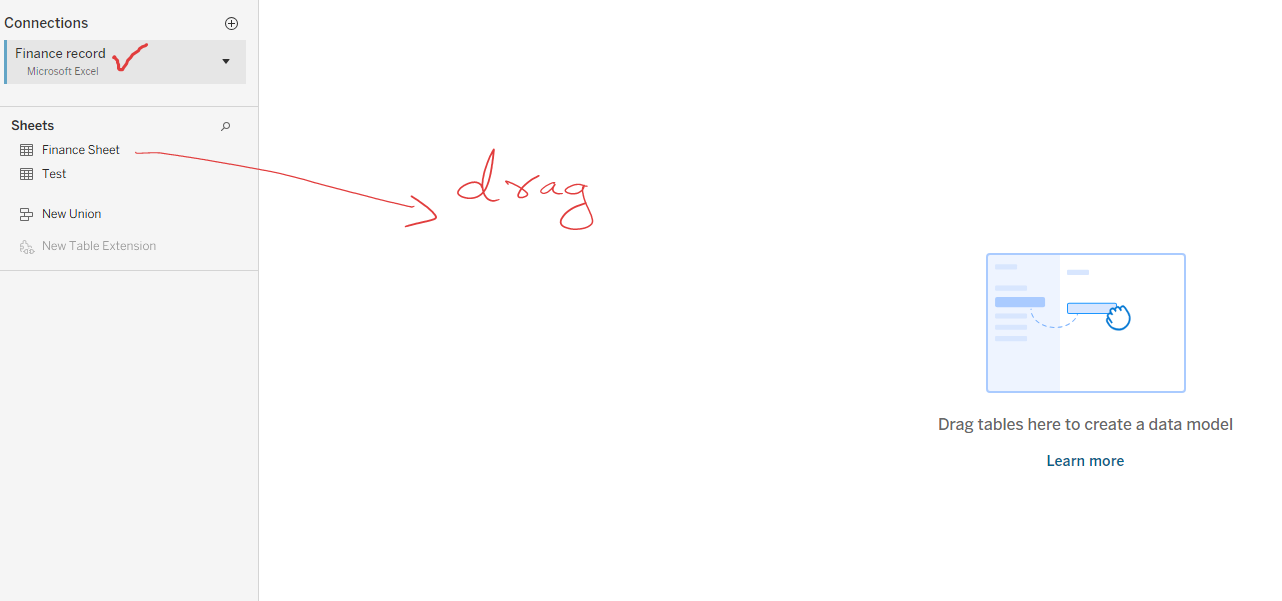 Connections
Finance record
Microsoft Excel
Sheets
Finance Sheet
Test
New Union
New Table Extension
drag
Drag tables here to create a data model
Learn more